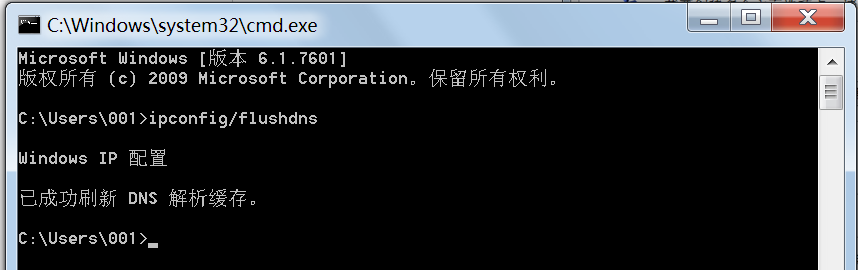 C:\Windows\system32\cmd.exe
Microsoft Windows [版本 6.1.7601]
版权所有 (c) 2009 Microsoft Corporation。保留所有权利。
C:\Users\001>ipconfig/flushdns
Windows IP 配置
已成功刷新 DNS 解析缓存。
C:\Users\001>_